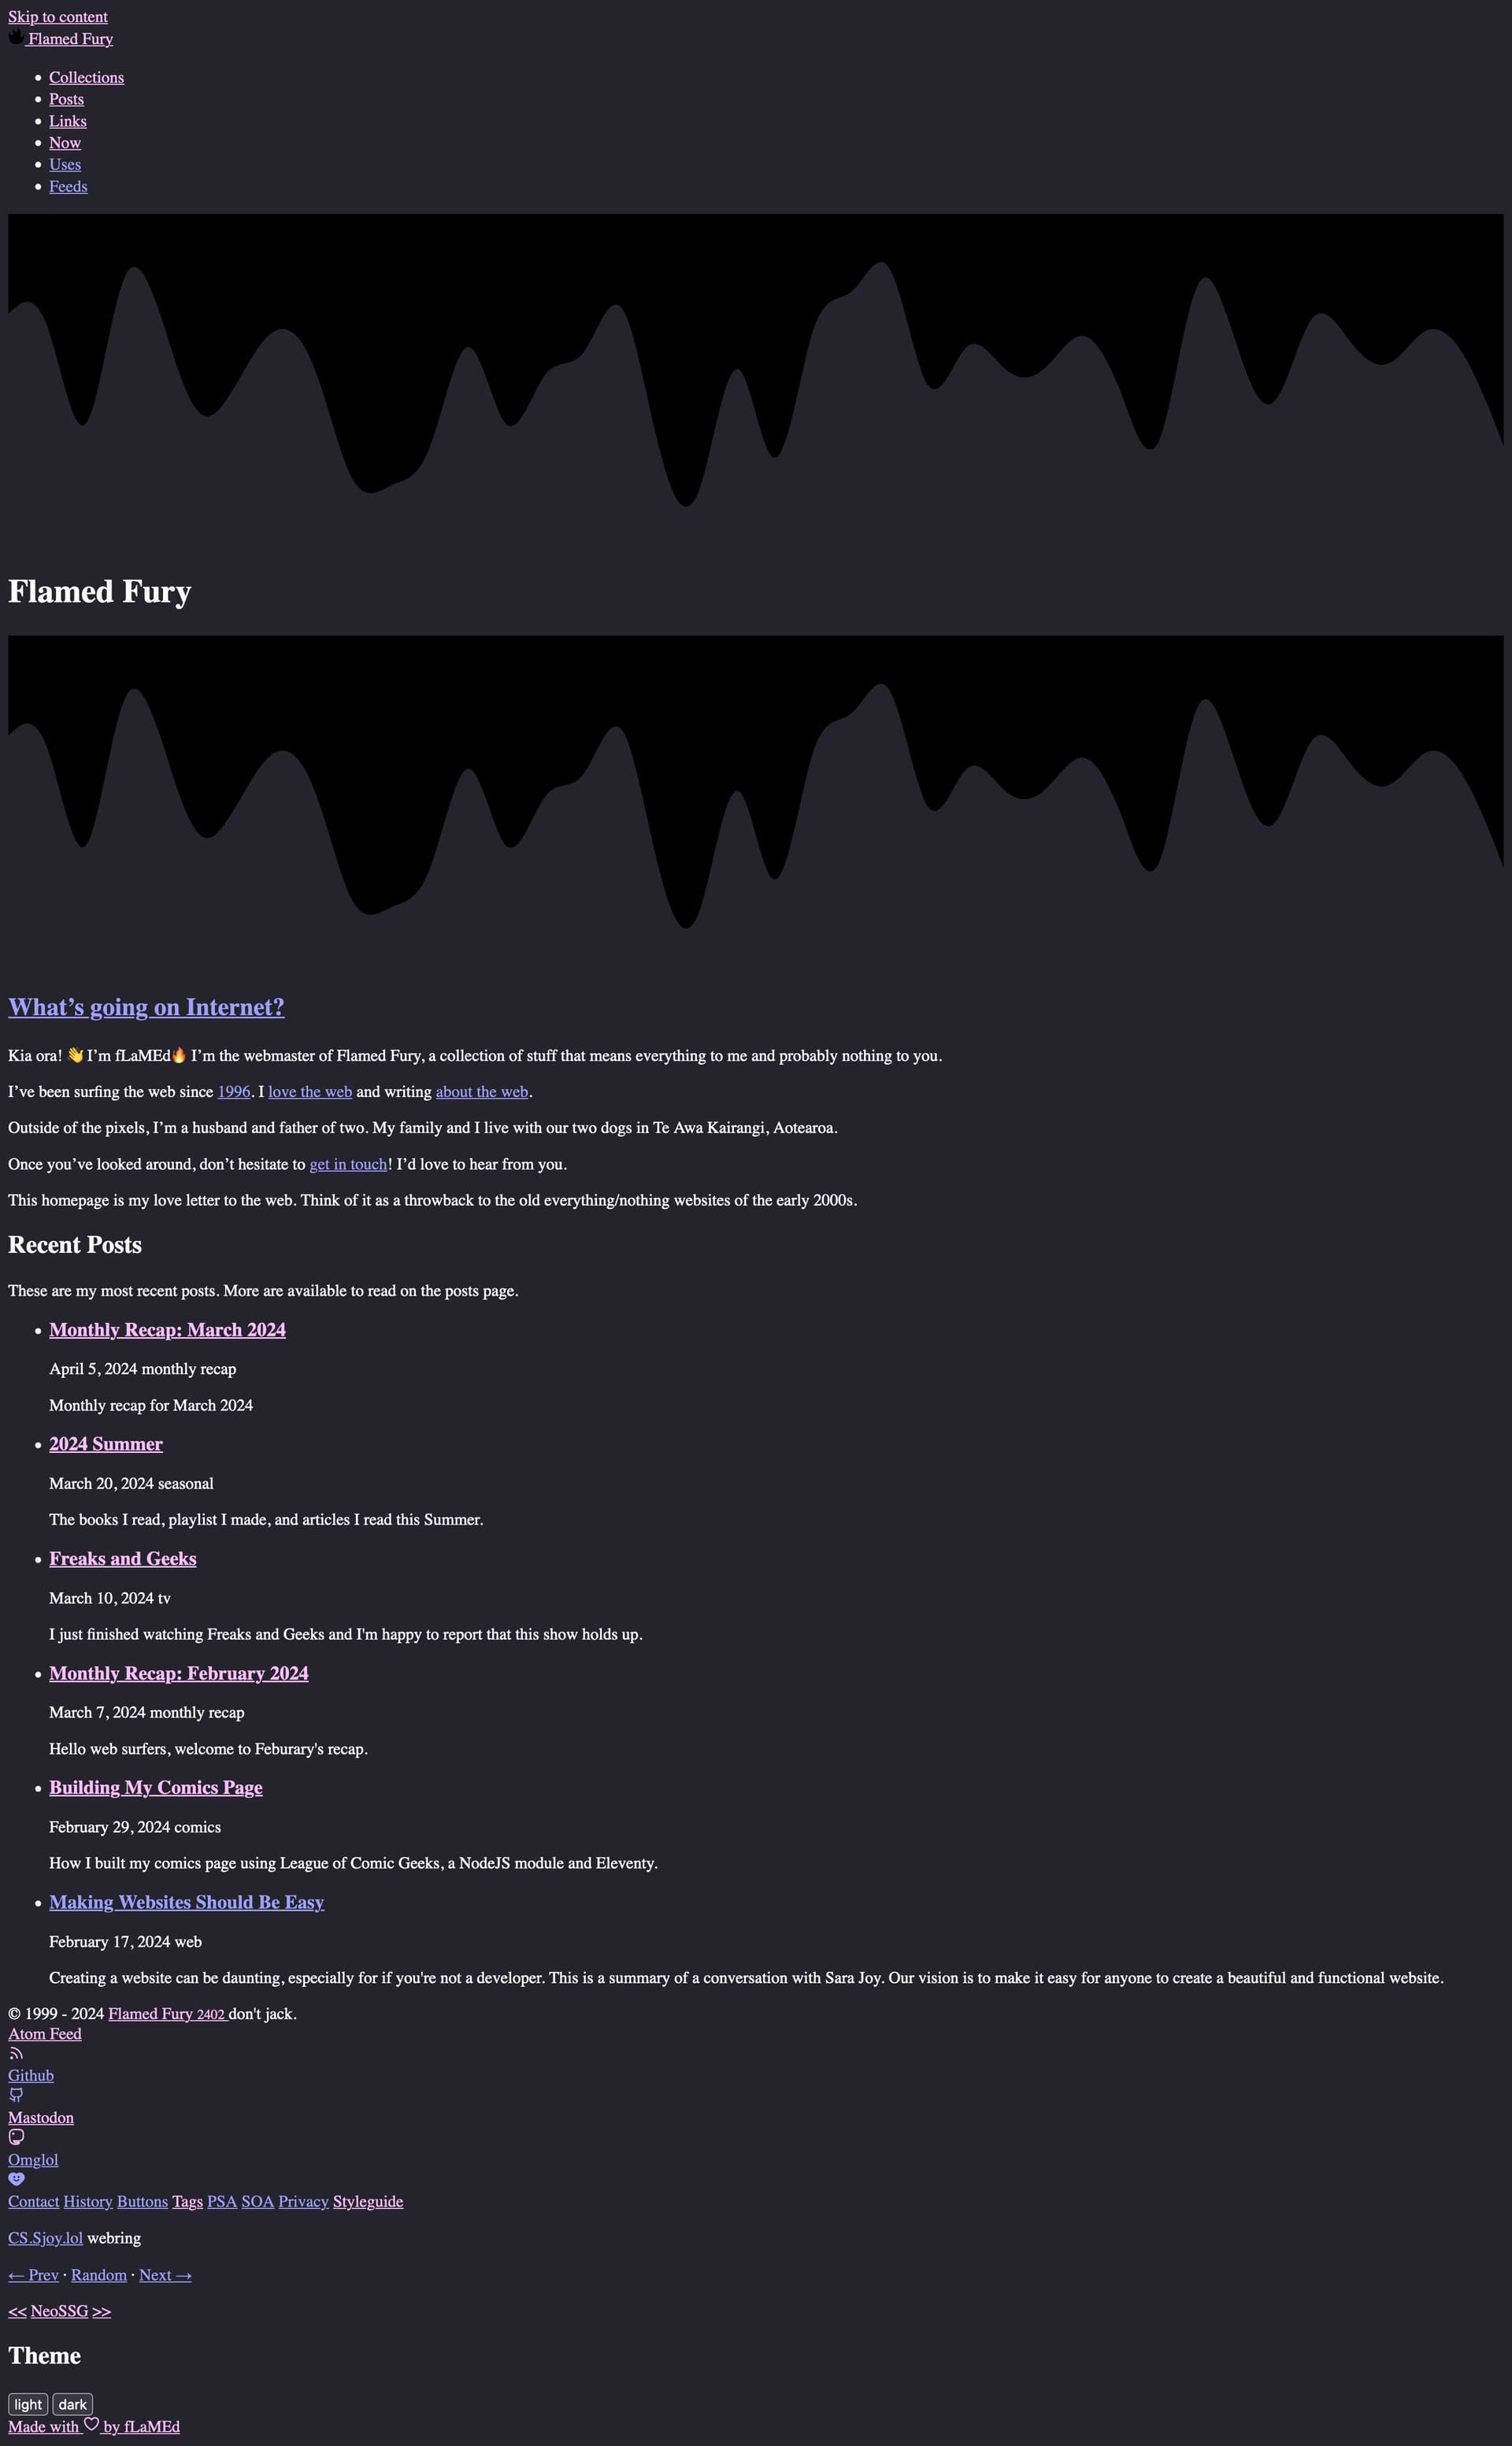 Skip to content
Flamed Fury
Collections
Posts
Links
Now
Uses
Feeds
Flamed Fury
What’s going on Internet?
Kia ora! 👋 I’m fLaMEd🔥 I’m the webmaster of Flamed Fury, a collection of stuff that means everything to me and probably nothing to you.
I’ve been surfing the web since 1996. I love the web and writing about the web.
Outside of the pixels, I’m a husband and father of two. My family and I live with our two dogs in Te Awa Kairangi, Aotearoa.
Once you’ve looked around, don’t hesitate to get in touch! I’d love to hear from you.
This homepage is my love letter to the web. Think of it as a throwback to the old everything/nothing websites of the early 2000s.
Recent Posts
These are my most recent posts. More are available to read on the posts page.
Monthly Recap: March 2024
April 5, 2024 monthly recap
Monthly recap for March 2024
2024 Summer
March 20, 2024 seasonal
The books I read, playlist I made, and articles I read this Summer.
Freaks and Geeks
March 10, 2024 tv
I just finished watching Freaks and Geeks and I'm happy to report that this show holds up.
Monthly Recap: February 2024
March 7, 2024 monthly recap
Hello web surfers, welcome to Feburary's recap.
Building My Comics Page
February 29, 2024 comics
How I built my comics page using League of Comic Geeks, a NodeJS module and Eleventy.
Making Websites Should Be Easy
February 17, 2024 web
Creating a website can be daunting, especially for if you're not a developer. This is a summary of a conversation with Sara Joy. Our vision is to make it easy for anyone to create a beautiful and functional website.
© 1999 - 2024 Flamed Fury 2402 don't jack.
Atom Feed
Github
Mastodon
Omglol
Contact History Buttons Tags PSA SOA Privacy Styleguide
CS.Sjoy.lol webring
← Prev · Random · Next →
<< NeoSSG >>
Theme
light dark
Made with ♡ by fLaMEd